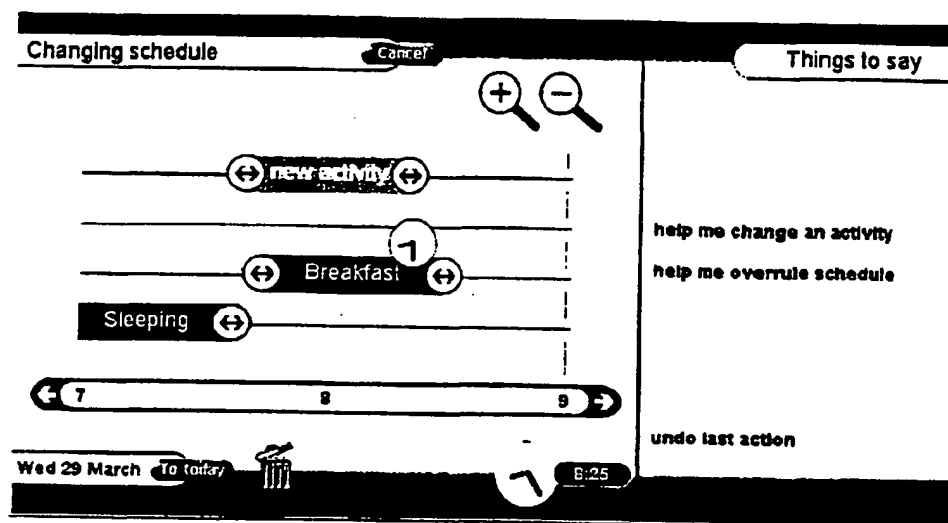 Changing schedule
Cancel
Things to say
new activity
help me change an activity
Breakfast
help me overrule schedule
Sleeping
7 8 9
undo last action
Wed 29 March
To today
8:25